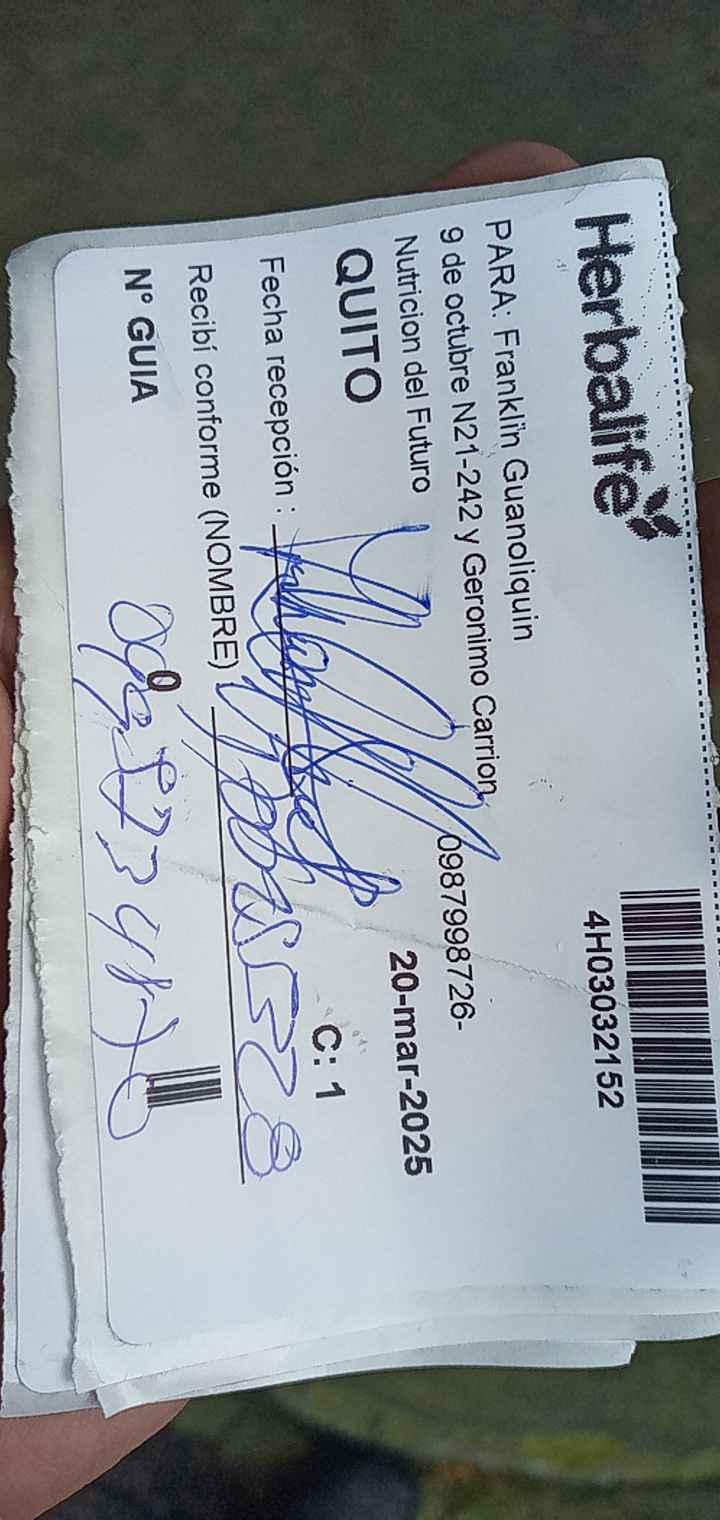 Herbalife
4H03032152
PARA: Franklin Guanoliquin
9 de octubre N21-242 y Geronimo Carrion
0987998726-
Nutricion del Futuro
20-mar-2025
QUITO
C: 1
Fecha recepción :
Recibí conforme (NOMBRE)
N° GUIA
0